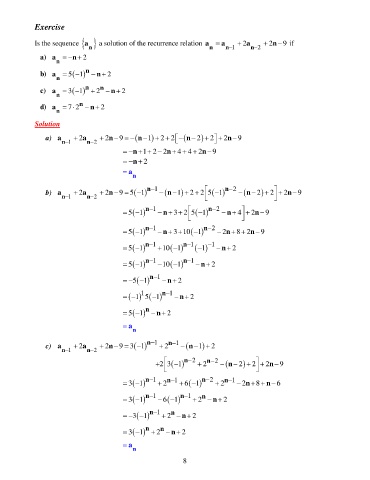 Exercise
Is the sequence {a_n} a solution of the recurrence relation a_n = a_{n−1} + 2a_{n−2} + 2n − 9 if
a) a_n = −n + 2
b) a_n = 5(−1)^n − n + 2
c) a_n = 3(−1)^n + 2^n − n + 2
d) a_n = 7·2^n − n + 2
Solution
a) a_{n−1} + 2a_{n−2} + 2n − 9 = −(n−1) + 2 + 2[−(n−2) + 2] + 2n − 9
= −n + 1 + 2 − 2n + 4 + 4 + 2n − 9
= −n + 2
= a_n
b) a_{n−1} + 2a_{n−2} + 2n − 9 = 5(−1)^{n−1} − (n−1) + 2 + 2[5(−1)^{n−2} − (n−2) + 2] + 2n − 9
= 5(−1)^{n−1} − n + 3 + 2[5(−1)^{n−2} − n + 4] + 2n − 9
= 5(−1)^{n−1} − n + 3 + 10(−1)^{n−2} − 2n + 8 + 2n − 9
= 5(−1)^{n−1} + 10(−1)^{n−1}(−1)^{−1} − n + 2
= 5(−1)^{n−1} − 10(−1)^{n−1} − n + 2
= −5(−1)^{n−1} − n + 2
= (−1)^1 5(−1)^{n−1} − n + 2
= 5(−1)^n − n + 2
= a_n
c) a_{n−1} + 2a_{n−2} + 2n − 9 = 3(−1)^{n−1} + 2^{n−1} − (n−1) + 2
+ 2[3(−1)^{n−2} + 2^{n−2} − (n−2) + 2] + 2n − 9
= 3(−1)^{n−1} + 2^{n−1} + 6(−1)^{n−2} + 2^{n−1} − 2n + 8 + n − 6
= 3(−1)^{n−1} − 6(−1)^{n−1} + 2^n − n + 2
= −3(−1)^{n−1} + 2^n − n + 2
= 3(−1)^n + 2^n − n + 2
= a_n
8